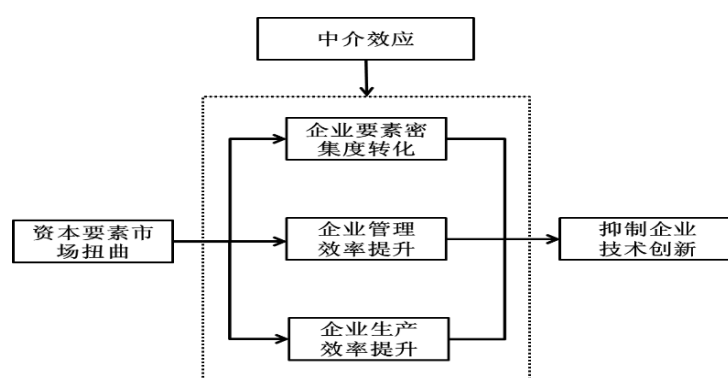 中介效应
企业要素密
集度转化
资本要素市
场扭曲
企业管理
效率提升
抑制企业
技术创新
企业生产
效率提升